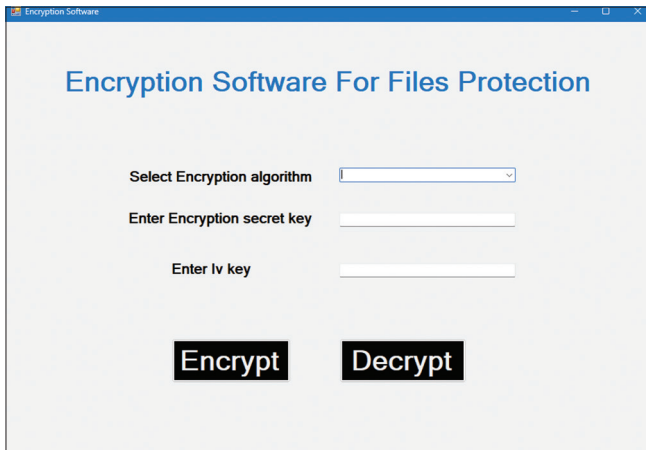 Encryption Software
Encryption Software For Files Protection
Select Encryption algorithm
Enter Encryption secret key
Enter Iv key
Encrypt Decrypt